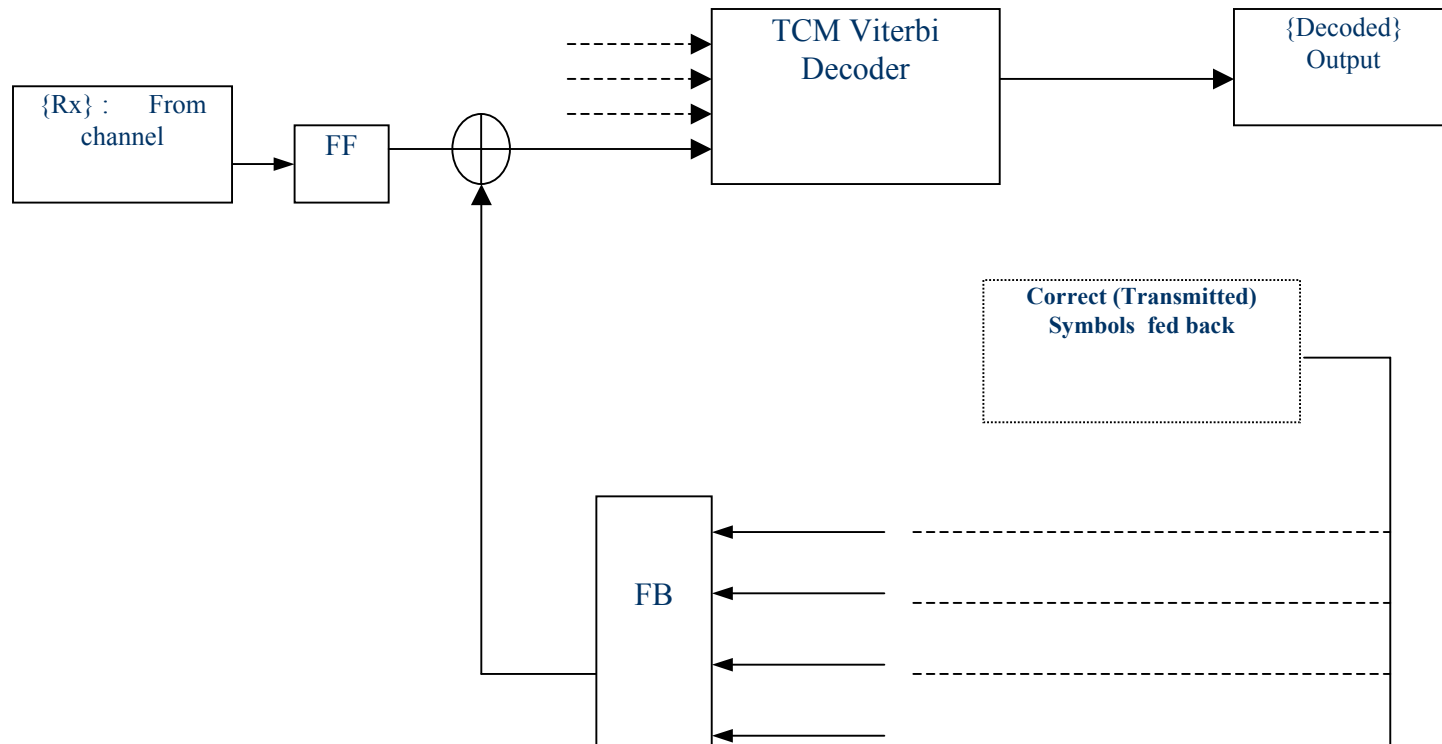 TCM Viterbi
Decoder
{Decoded}
Output
{Rx} : From
channel
FF
Correct (Transmitted)
Symbols fed back
FB